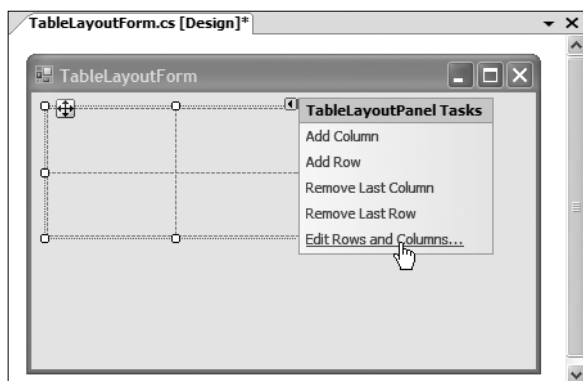 TableLayoutForm.cs [Design]*
TableLayoutForm
TableLayoutPanel Tasks
Add Column
Add Row
Remove Last Column
Remove Last Row
Edit Rows and Columns...